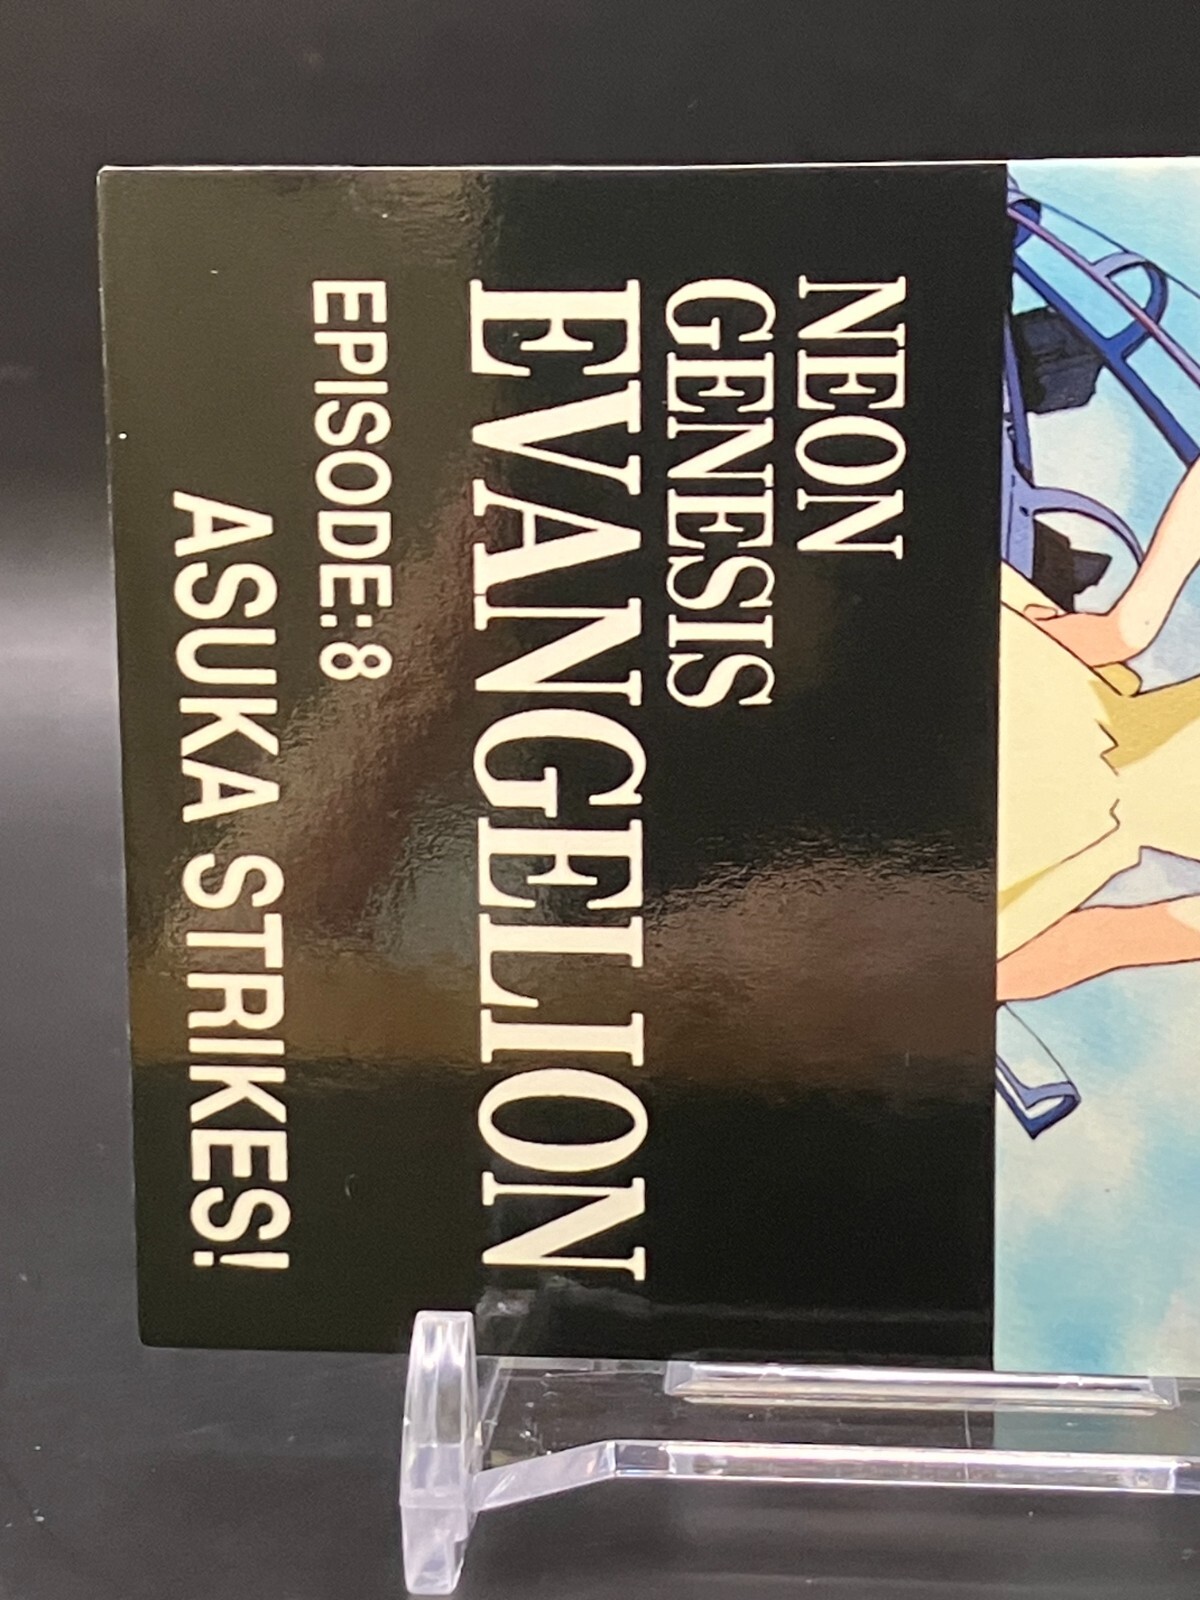 NEON
GENESIS
EVANGELION
EPISODE:8
ASUKA STRIKES!